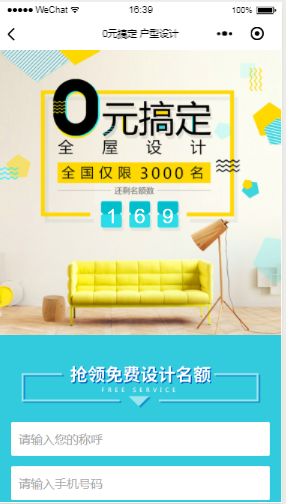 WeChat 16:39 100%
0元搞定 户型设计
0元搞定
全屋设计
全国仅限 3000 名
还剩名额数
1 6 9
抢领免费设计名额
FREE SERVICE
请输入您的称呼
请输入手机号码